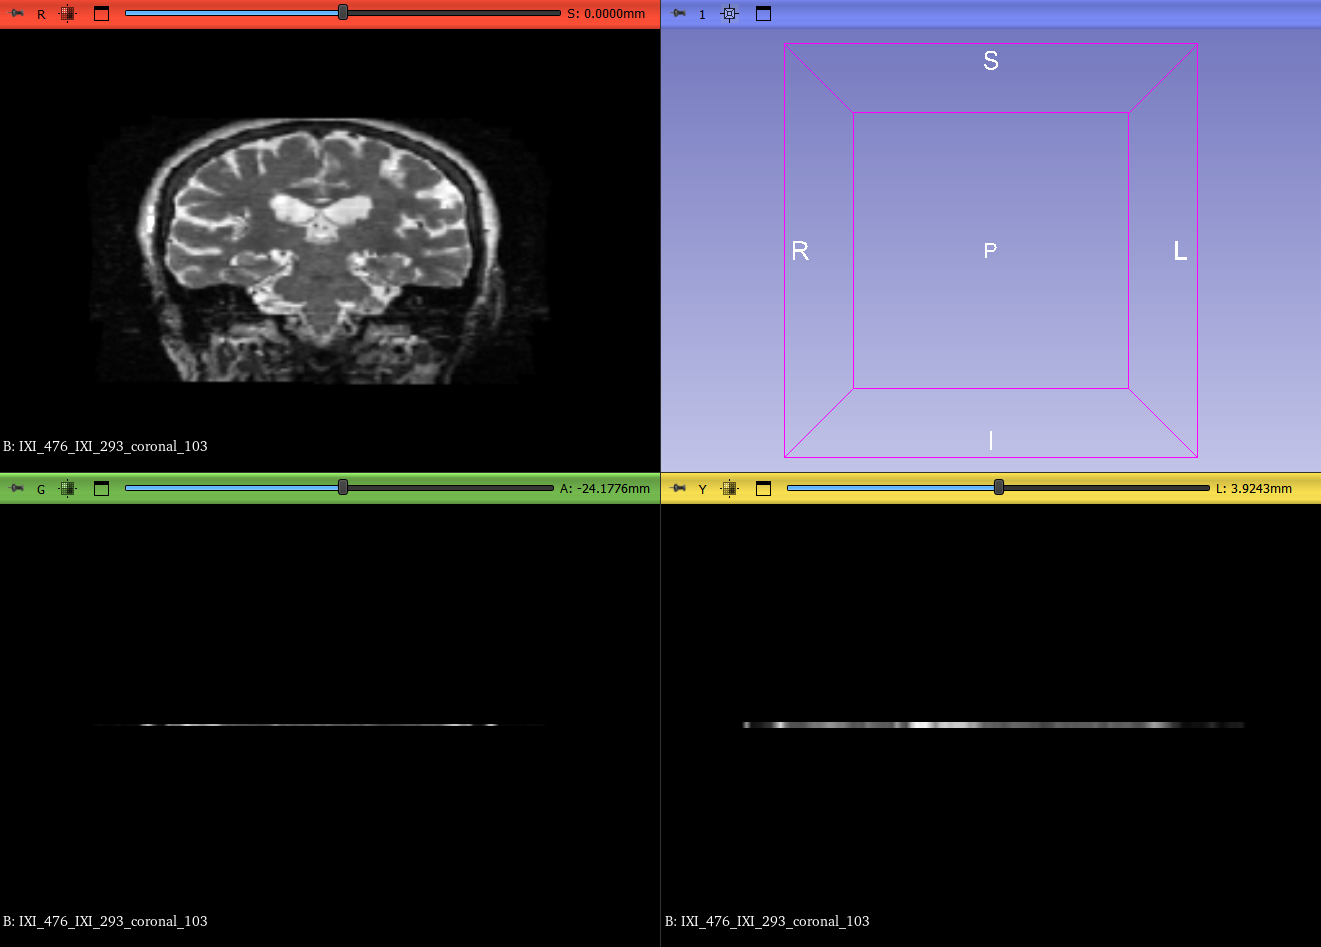 R S: 0.0000mm
1
S
R P L
I
B: IXI_476_IXI_293_coronal_103
G A: -24.1776mm
Y L: 3.9243mm
B: IXI_476_IXI_293_coronal_103
B: IXI_476_IXI_293_coronal_103